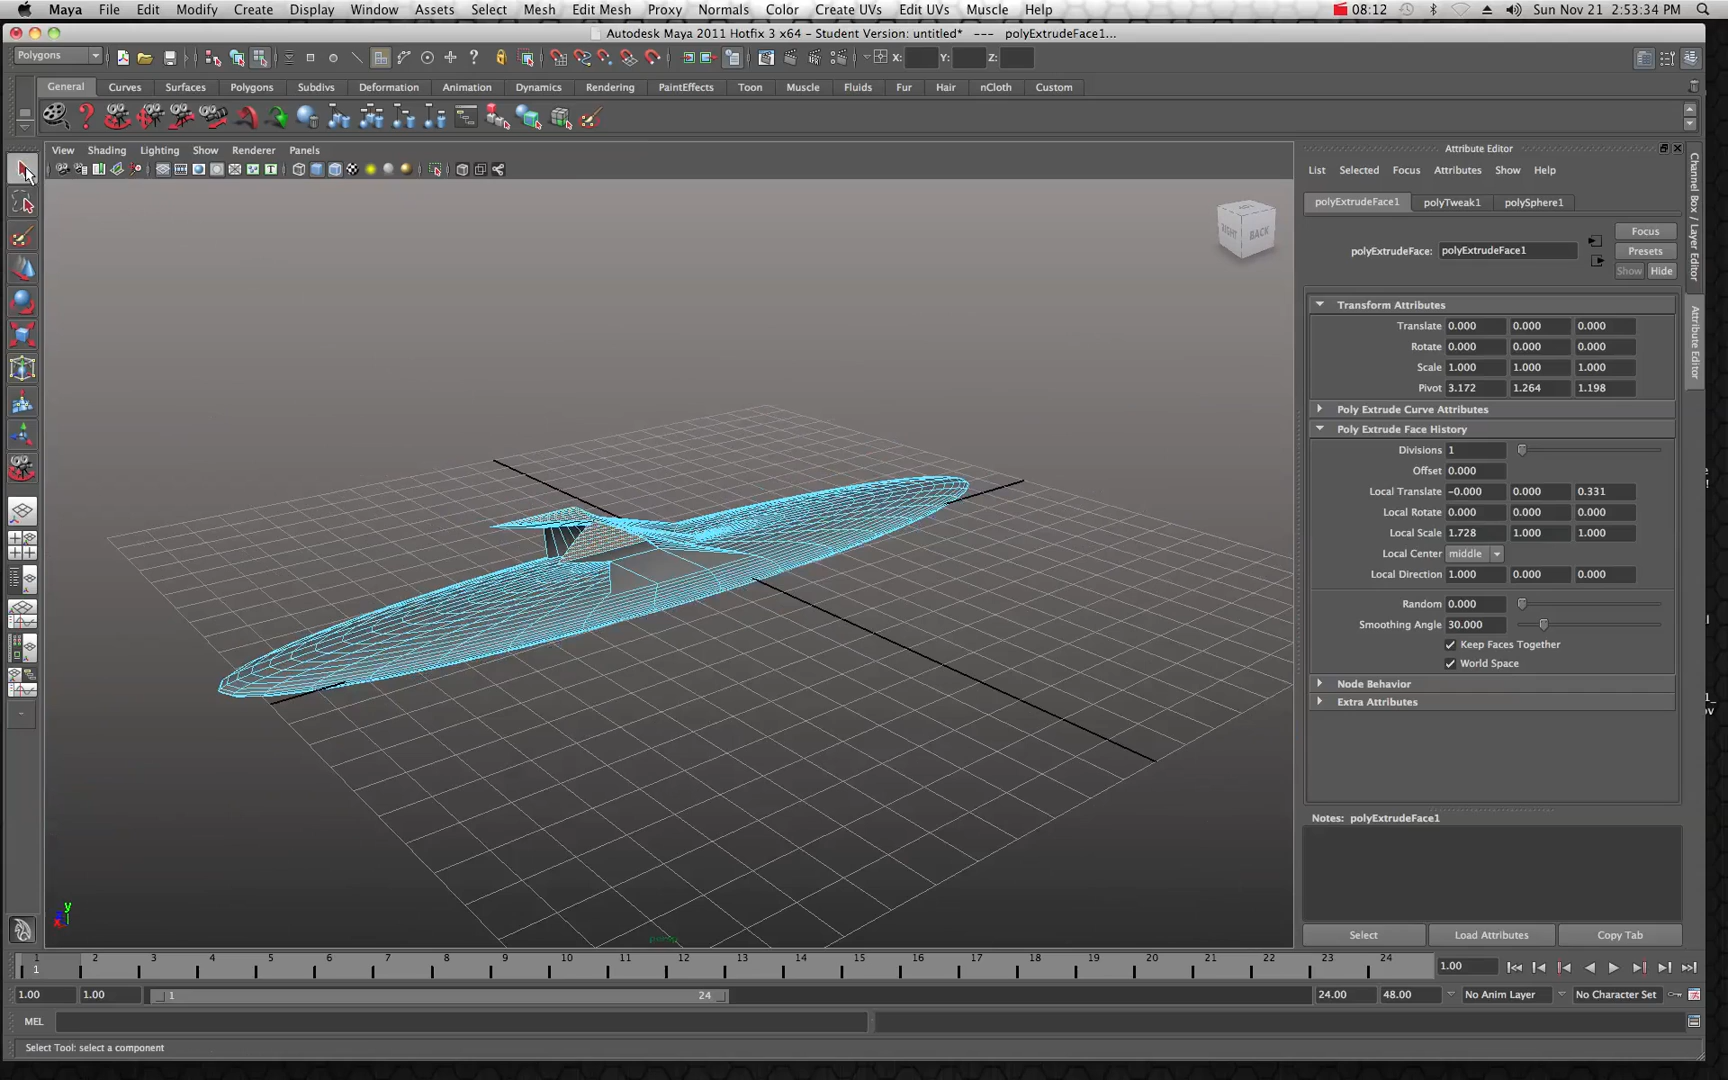 Maya File Edit Modify Create Display Window Assets Select Mesh Edit Mesh Proxy Normals Color Create UVs Edit UVs Muscle Help 08:12 Sun Nov 21 2:53:34 PM
Autodesk Maya 2011 Hotfix 3 x64 - Student Version: untitled* --- polyExtrudeFace1...
Polygons X: Y: Z:
General Curves Surfaces Polygons Subdivs Deformation Animation Dynamics Rendering PaintEffects Toon Muscle Fluids Fur Hair nCloth Custom
View Shading Lighting Show Renderer Panels
Attribute Editor
List Selected Focus Attributes Show Help
polyExtrudeFace1 polyTweak1 polySphere1
RIGHT BACK
Focus
polyExtrudeFace: polyExtrudeFace1 Presets
Show Hide
Transform Attributes
Translate 0.000 0.000 0.000
Rotate 0.000 0.000 0.000
Scale 1.000 1.000 1.000
Pivot 3.172 1.264 1.198
Poly Extrude Curve Attributes
Poly Extrude Face History
Divisions 1
Offset 0.000
Local Translate -0.000 0.000 0.331
Local Rotate 0.000 0.000 0.000
Local Scale 1.728 1.000 1.000
Local Center middle
Local Direction 1.000 0.000 0.000
Random 0.000
Smoothing Angle 30.000
Keep Faces Together
World Space
Node Behavior
Extra Attributes
Notes: polyExtrudeFace1
Select Load Attributes Copy Tab
Channel Box / Layer Editor
Attribute Editor
y
x
persp
1 2 3 4 5 6 7 8 9 10 11 12 13 14 15 16 17 18 19 20 21 22 23 24
1 1.00
1.00 1.00 1 24 24.00 48.00 No Anim Layer No Character Set
MEL
Select Tool: select a component